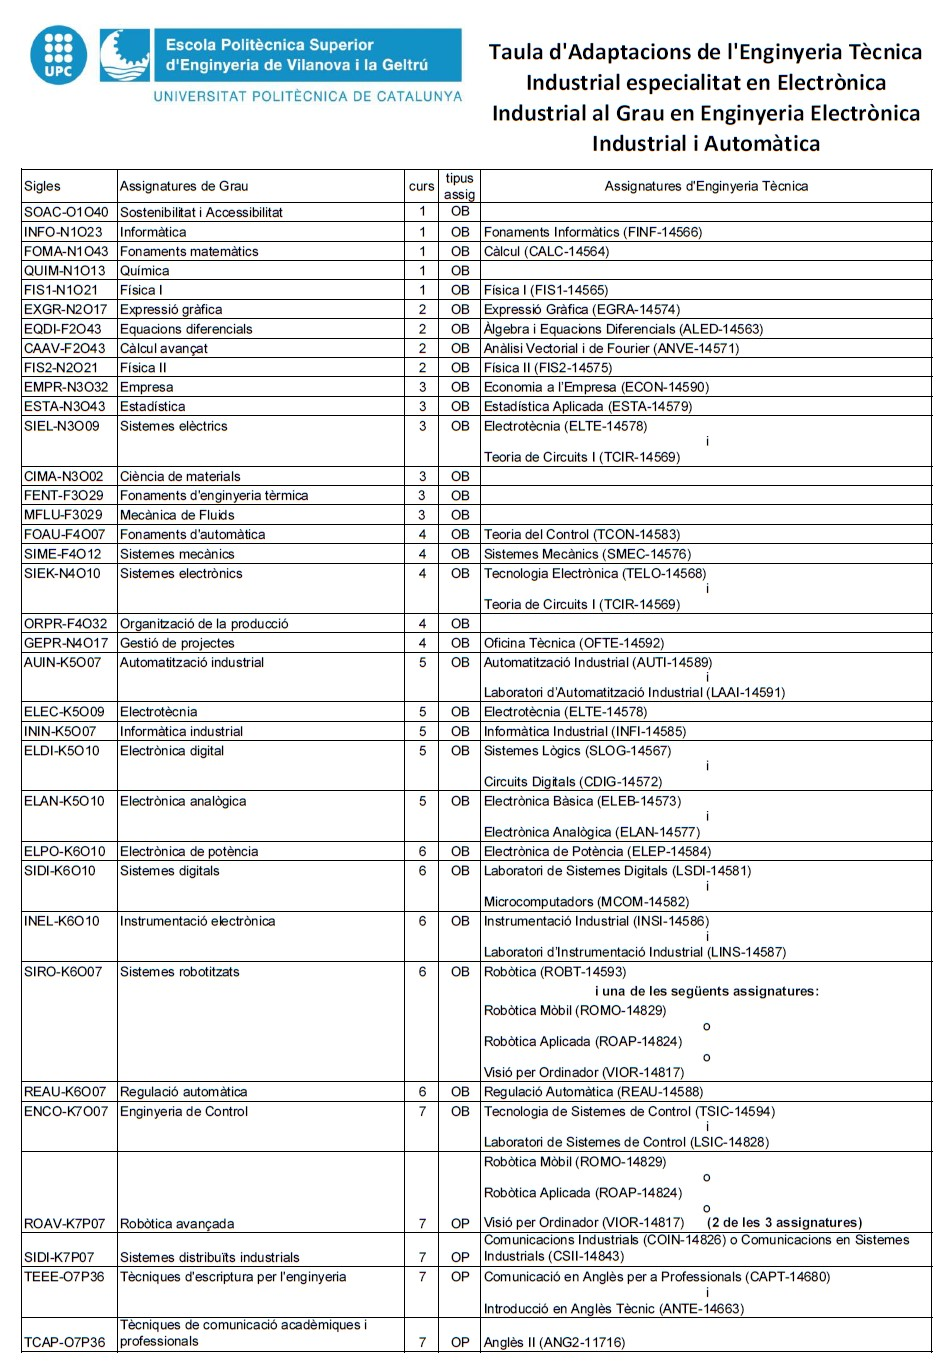 UPC
Escola Politècnica Superior
d'Enginyeria de Vilanova i la Geltrú
UNIVERSITAT POLITÈCNICA DE CATALUNYA
Taula d'Adaptacions de l'Enginyeria Tècnica
Industrial especialitat en Electrònica
Industrial al Grau en Enginyeria Electrònica
Industrial i Automàtica
Sigles Assignatures de Grau curs tipus assig Assignatures d'Enginyeria Tècnica
SOAC-O1O40 Sostenibilitat i Accessibilitat 1 OB
INFO-N1O23 Informàtica 1 OB Fonaments Informàtics (FINF-14566)
FOMA-N1O43 Fonaments matemàtics 1 OB Càlcul (CALC-14564)
QUIM-N1O13 Química 1 OB
FIS1-N1O21 Física I 1 OB Física I (FIS1-14565)
EXGR-N2O17 Expressió gràfica 2 OB Expressió Gràfica (EGRA-14574)
EQDI-F2O43 Equacions diferencials 2 OB Àlgebra i Equacions Diferencials (ALED-14563)
CAAV-F2O43 Càlcul avançat 2 OB Anàlisi Vectorial i de Fourier (ANVE-14571)
FIS2-N2O21 Física II 2 OB Física II (FIS2-14575)
EMPR-N3O32 Empresa 3 OB Economia a l'Empresa (ECON-14590)
ESTA-N3O43 Estadística 3 OB Estadística Aplicada (ESTA-14579)
SIEL-N3O09 Sistemes elèctrics 3 OB Electrotècnia (ELTE-14578)
i
Teoria de Circuits I (TCIR-14569)
CIMA-N3O02 Ciència de materials 3 OB
FENT-F3O29 Fonaments d'enginyeria tèrmica 3 OB
MFLU-F3029 Mecànica de Fluids 3 OB
FOAU-F4O07 Fonaments d'automàtica 4 OB Teoria del Control (TCON-14583)
SIME-F4O12 Sistemes mecànics 4 OB Sistemes Mecànics (SMEC-14576)
SIEK-N4O10 Sistemes electrònics 4 OB Tecnologia Electrònica (TELO-14568)
i
Teoria de Circuits I (TCIR-14569)
ORPR-F4O32 Organització de la producció 4 OB
GEPR-N4O17 Gestió de projectes 4 OB Oficina Tècnica (OFTE-14592)
AUIN-K5O07 Automatització industrial 5 OB Automatització Industrial (AUTI-14589)
i
Laboratori d'Automatització Industrial (LAAI-14591)
ELEC-K5O09 Electrotècnia 5 OB Electrotècnia (ELTE-14578)
ININ-K5O07 Informàtica industrial 5 OB Informàtica Industrial (INFI-14585)
ELDI-K5O10 Electrònica digital 5 OB Sistemes Lògics (SLOG-14567)
i
Circuits Digitals (CDIG-14572)
ELAN-K5O10 Electrònica analògica 5 OB Electrònica Bàsica (ELEB-14573)
i
Electrònica Analògica (ELAN-14577)
ELPO-K6O10 Electrònica de potència 6 OB Electrònica de Potència (ELEP-14584)
SIDI-K6O10 Sistemes digitals 6 OB Laboratori de Sistemes Digitals (LSDI-14581)
i
Microcomputadors (MCOM-14582)
INEL-K6O10 Instrumentació electrònica 6 OB Instrumentació Industrial (INSI-14586)
i
Laboratori d'Instrumentació Industrial (LINS-14587)
SIRO-K6O07 Sistemes robotitzats 6 OB Robòtica (ROBT-14593)
i una de les següents assignatures:
Robòtica Mòbil (ROMO-14829)
o
Robòtica Aplicada (ROAP-14824)
o
Visió per Ordinador (VIOR-14817)
REAU-K6O07 Regulació automàtica 6 OB Regulació Automàtica (REAU-14588)
ENCO-K7O07 Enginyeria de Control 7 OB Tecnologia de Sistemes de Control (TSIC-14594)
i
Laboratori de Sistemes de Control (LSIC-14828)
Robòtica Mòbil (ROMO-14829)
o
Robòtica Aplicada (ROAP-14824)
o
ROAV-K7P07 Robòtica avançada 7 OP Visió per Ordinador (VIOR-14817) (2 de les 3 assignatures)
Comunicacions Industrials (COIN-14826) o Comunicacions en Sistemes
SIDI-K7P07 Sistemes distribuïts industrials 7 OP Industrials (CSII-14843)
TEEE-O7P36 Tècniques d'escriptura per l'enginyeria 7 OP Comunicació en Anglès per a Professionals (CAPT-14680)
i
Introducció en Anglès Tècnic (ANTE-14663)
Tècniques de comunicació acadèmiques i
TCAP-O7P36 professionals 7 OP Anglès II (ANG2-11716)